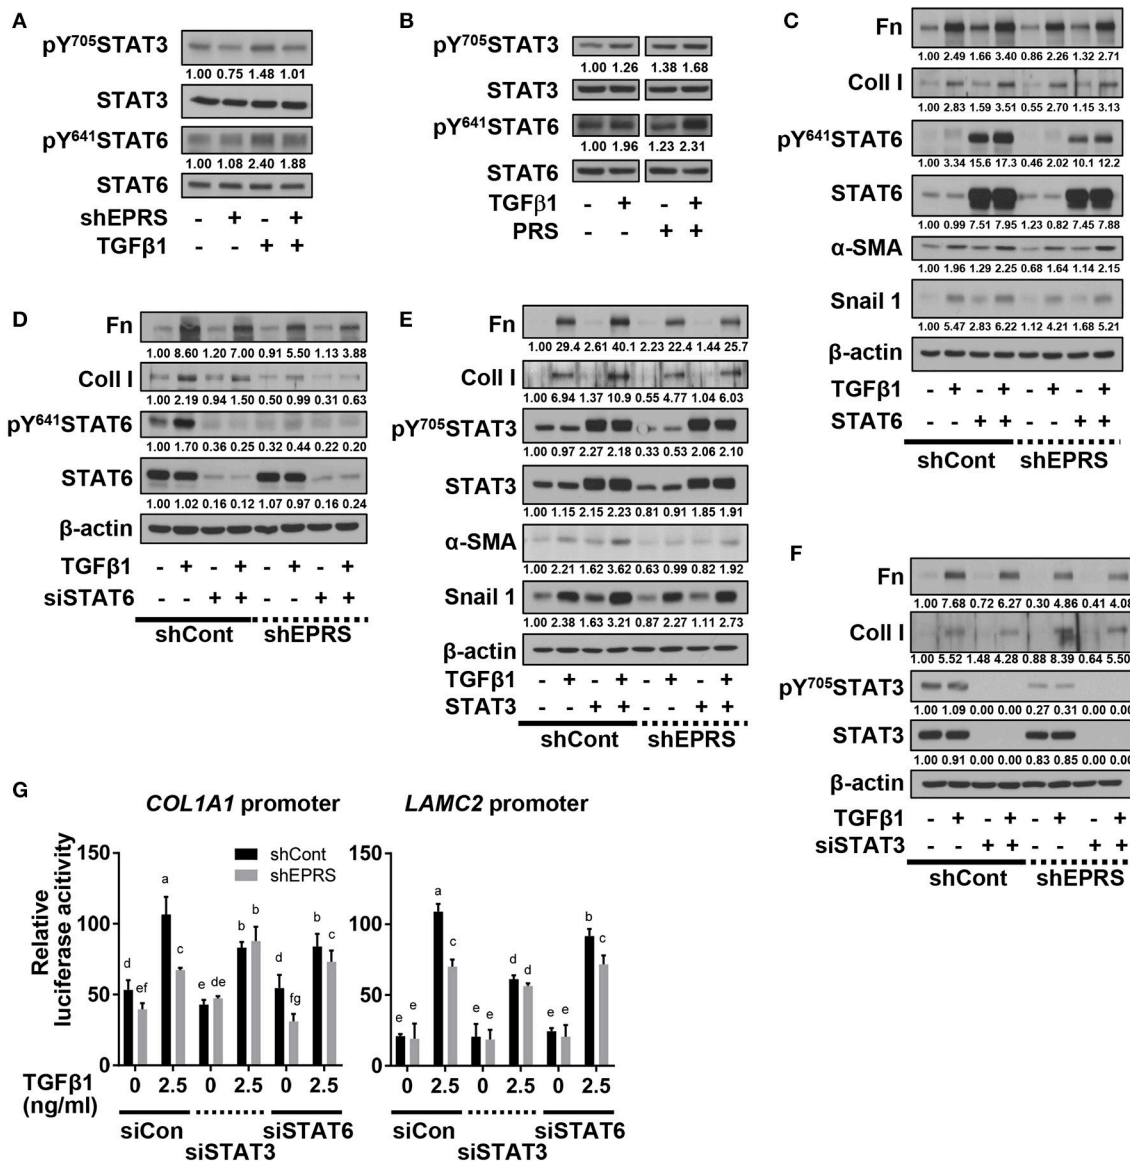 A
pY⁷⁰⁵STAT3
1.00 0.75 1.48 1.01
STAT3
pY⁶⁴¹STAT6
1.00 1.08 2.40 1.88
STAT6
shEPRS - + - +
TGFβ1 - - + +
B
pY⁷⁰⁵STAT3
1.00 1.26 1.38 1.68
STAT3
pY⁶⁴¹STAT6
1.00 1.96 1.23 2.31
STAT6
TGFβ1 - + - +
PRS - - + +
C
Fn
1.00 2.49 1.66 3.40 0.86 2.26 1.32 2.71
Coll I
1.00 2.83 1.59 3.51 0.55 2.70 1.15 3.13
pY⁶⁴¹STAT6
1.00 3.34 15.6 17.3 0.46 2.02 10.1 12.2
STAT6
1.00 0.99 7.51 7.95 1.23 0.82 7.45 7.88
α-SMA
1.00 1.96 1.29 2.25 0.68 1.64 1.14 2.15
Snail 1
1.00 5.47 2.83 6.22 1.12 4.21 1.68 5.21
β-actin
TGFβ1 - + - + - + - +
STAT6 - - + + - - + +
shCont shEPRS
D
Fn
1.00 8.60 1.20 7.00 0.91 5.50 1.13 3.88
Coll I
1.00 2.19 0.94 1.50 0.50 0.99 0.31 0.63
pY⁶⁴¹STAT6
1.00 1.70 0.36 0.25 0.32 0.44 0.22 0.20
STAT6
1.00 1.02 0.16 0.12 1.07 0.97 0.16 0.24
β-actin
TGFβ1 - + - + - + - +
siSTAT6 - - + + - - + +
shCont shEPRS
E
Fn
1.00 29.4 2.61 40.1 2.23 22.4 1.44 25.7
Coll I
1.00 6.94 1.37 10.9 0.55 4.77 1.04 6.03
pY⁷⁰⁵STAT3
1.00 0.97 2.27 2.18 0.33 0.53 2.06 2.10
STAT3
1.00 1.15 2.15 2.23 0.81 0.91 1.85 1.91
α-SMA
1.00 2.21 1.62 3.62 0.63 0.99 0.82 1.92
Snail 1
1.00 2.38 1.63 3.21 0.87 2.27 1.11 2.73
β-actin
TGFβ1 - + - + - + - +
STAT3 - - + + - - + +
shCont shEPRS
F
Fn
1.00 7.68 0.72 6.27 0.30 4.86 0.41 4.08
Coll I
1.00 5.52 1.48 4.28 0.88 8.39 0.64 5.50
pY⁷⁰⁵STAT3
1.00 1.09 0.00 0.00 0.27 0.31 0.00 0.00
STAT3
1.00 0.91 0.00 0.00 0.83 0.85 0.00 0.00
β-actin
TGFβ1 - + - + - + - +
siSTAT3 - - + + - - + +
shCont shEPRS
G
COL1A1 promoter
LAMC2 promoter
Relative
luciferase acitivity
150
100
50
0
shCont
shEPRS
d ef a c e de b b d fg b c
150
100
50
0
e e a c e e d d e e b c
TGFβ1
(ng/ml)
0 2.5 0 2.5 0 2.5
0 2.5 0 2.5 0 2.5
siCon siSTAT3 siSTAT6
siCon siSTAT3 siSTAT6